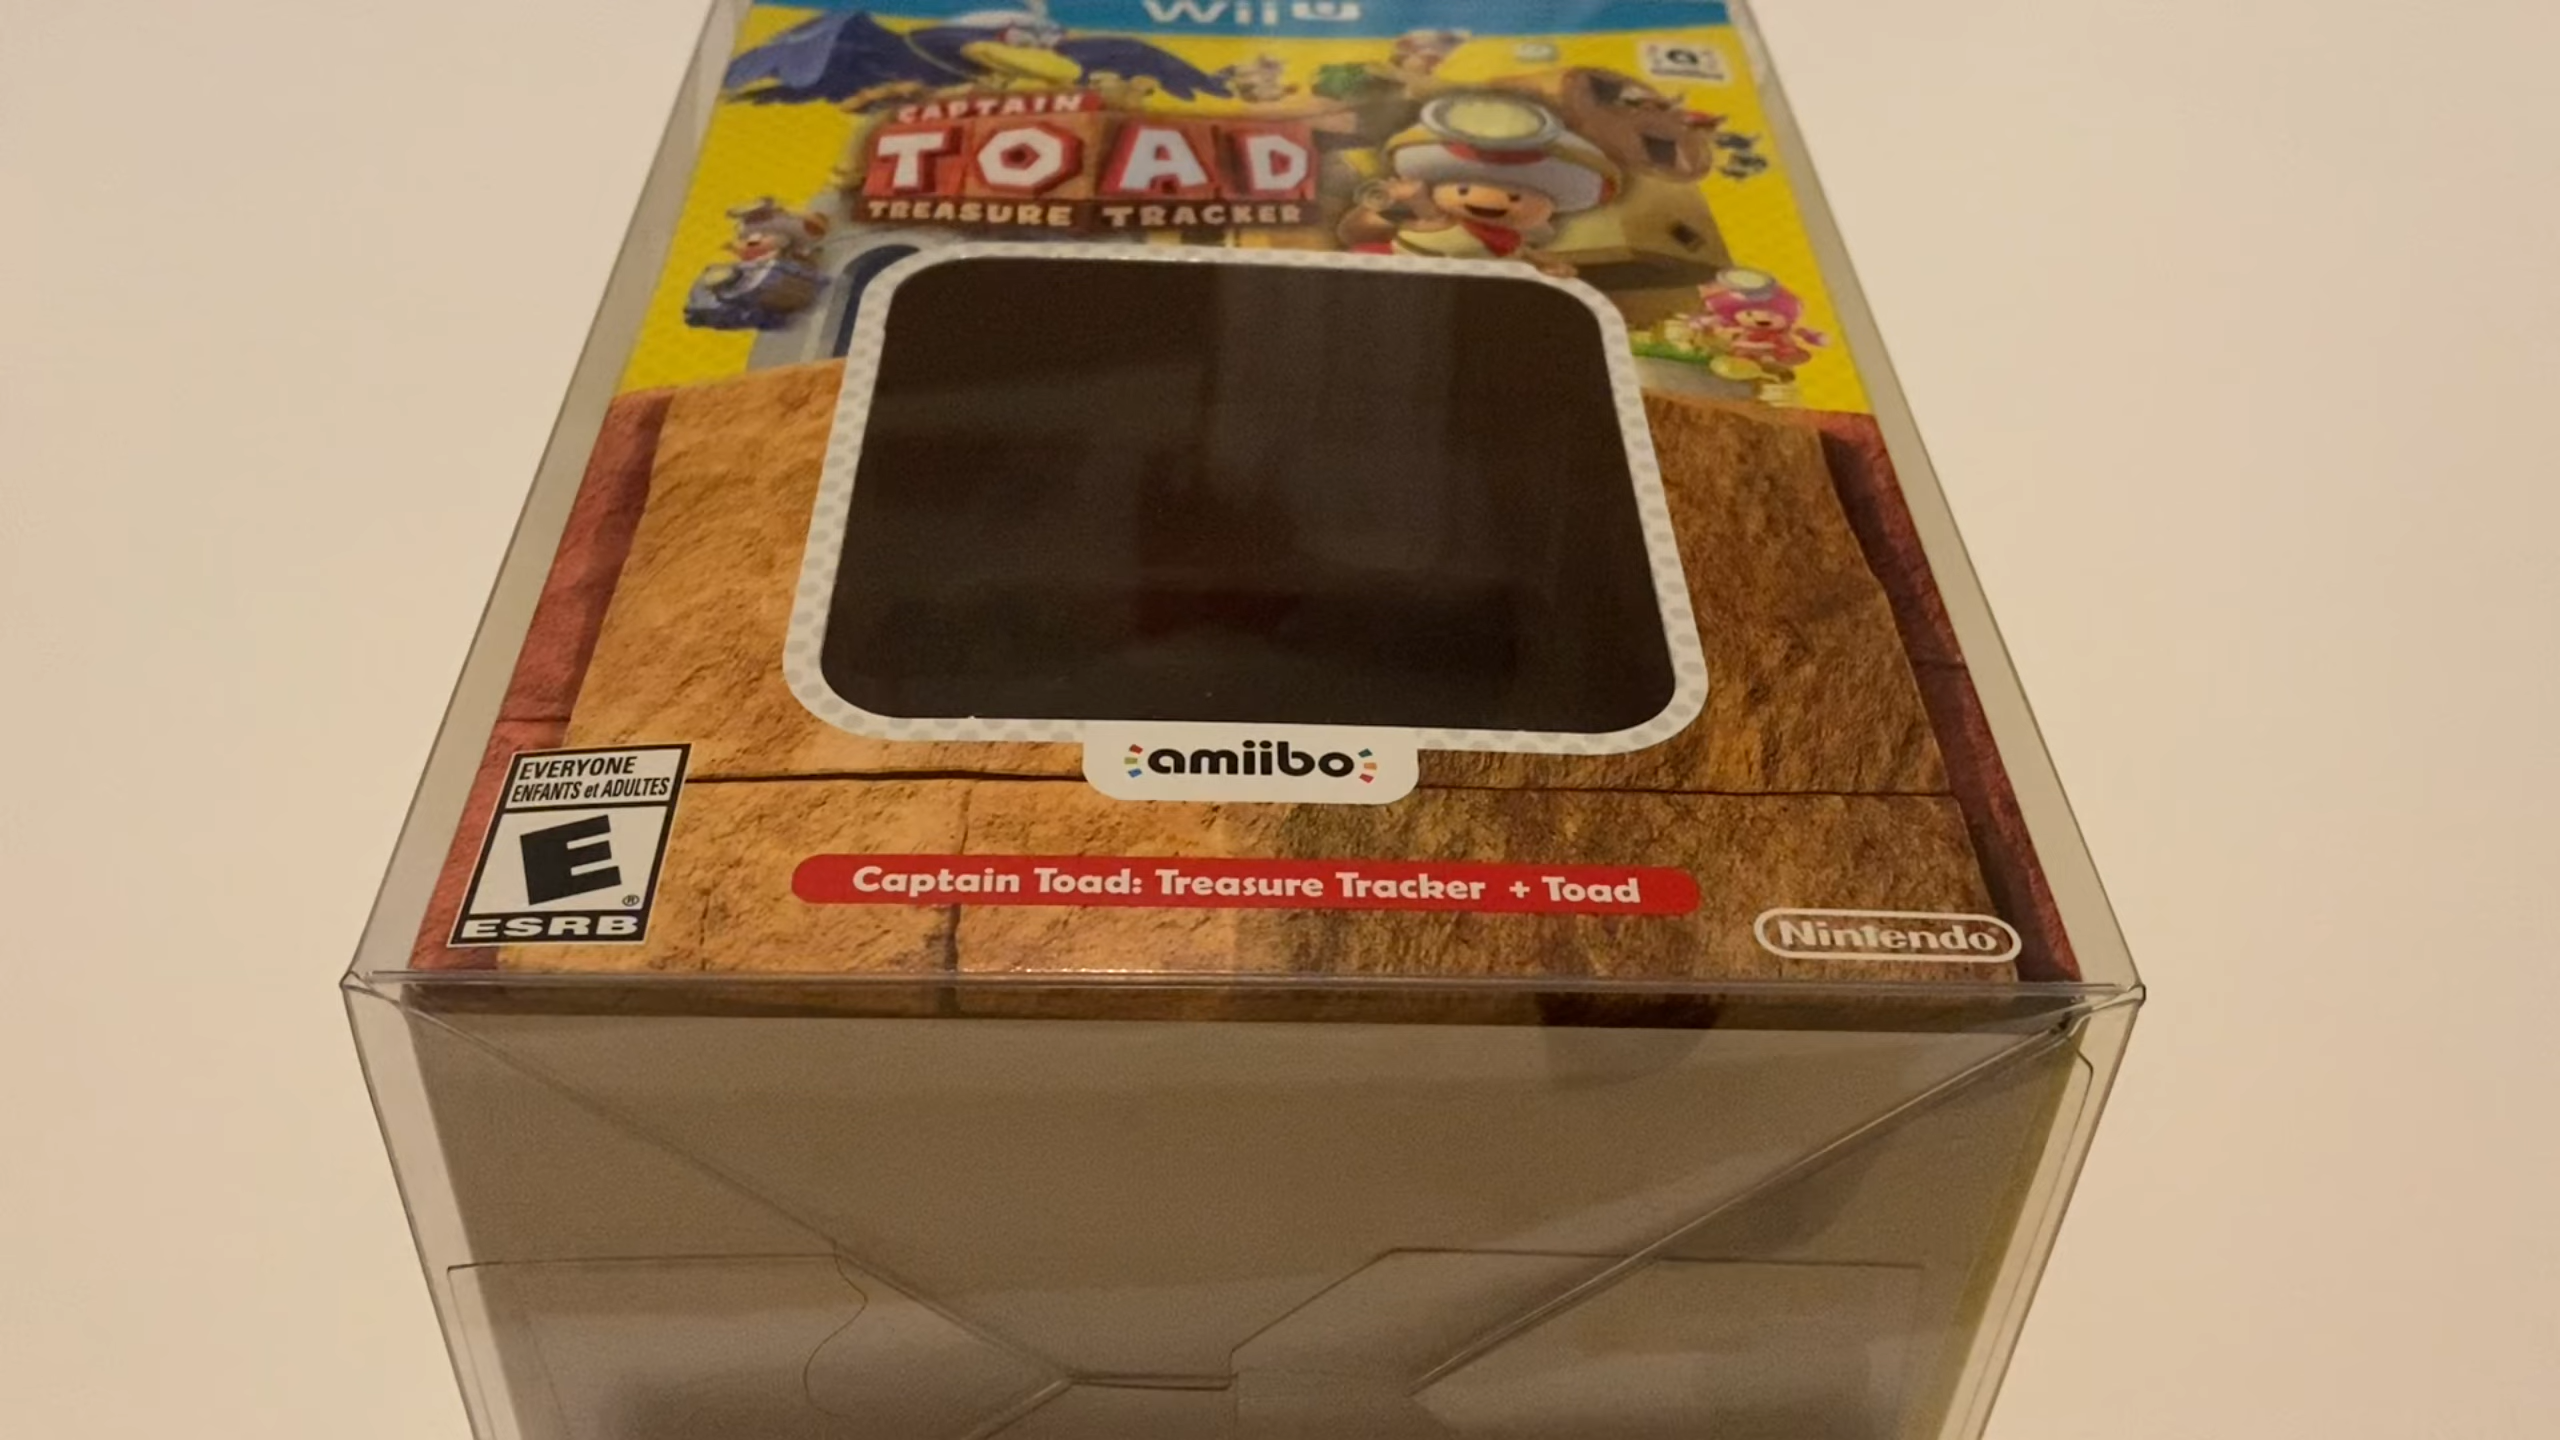 Wii U
CAPTAIN
TOAD
TREASURE TRACKER
amiibo
EVERYONE
ENFANTS et ADULTES
E
®
ESRB
Captain Toad: Treasure Tracker + Toad
Nintendo